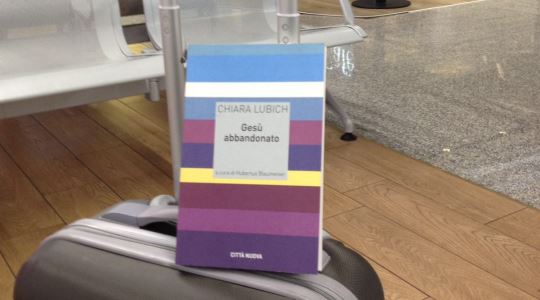 CHIARA LUBICH
Gesù
abbandonato
a cura di Hubertus Blaumeiser
CITTÀ NUOVA